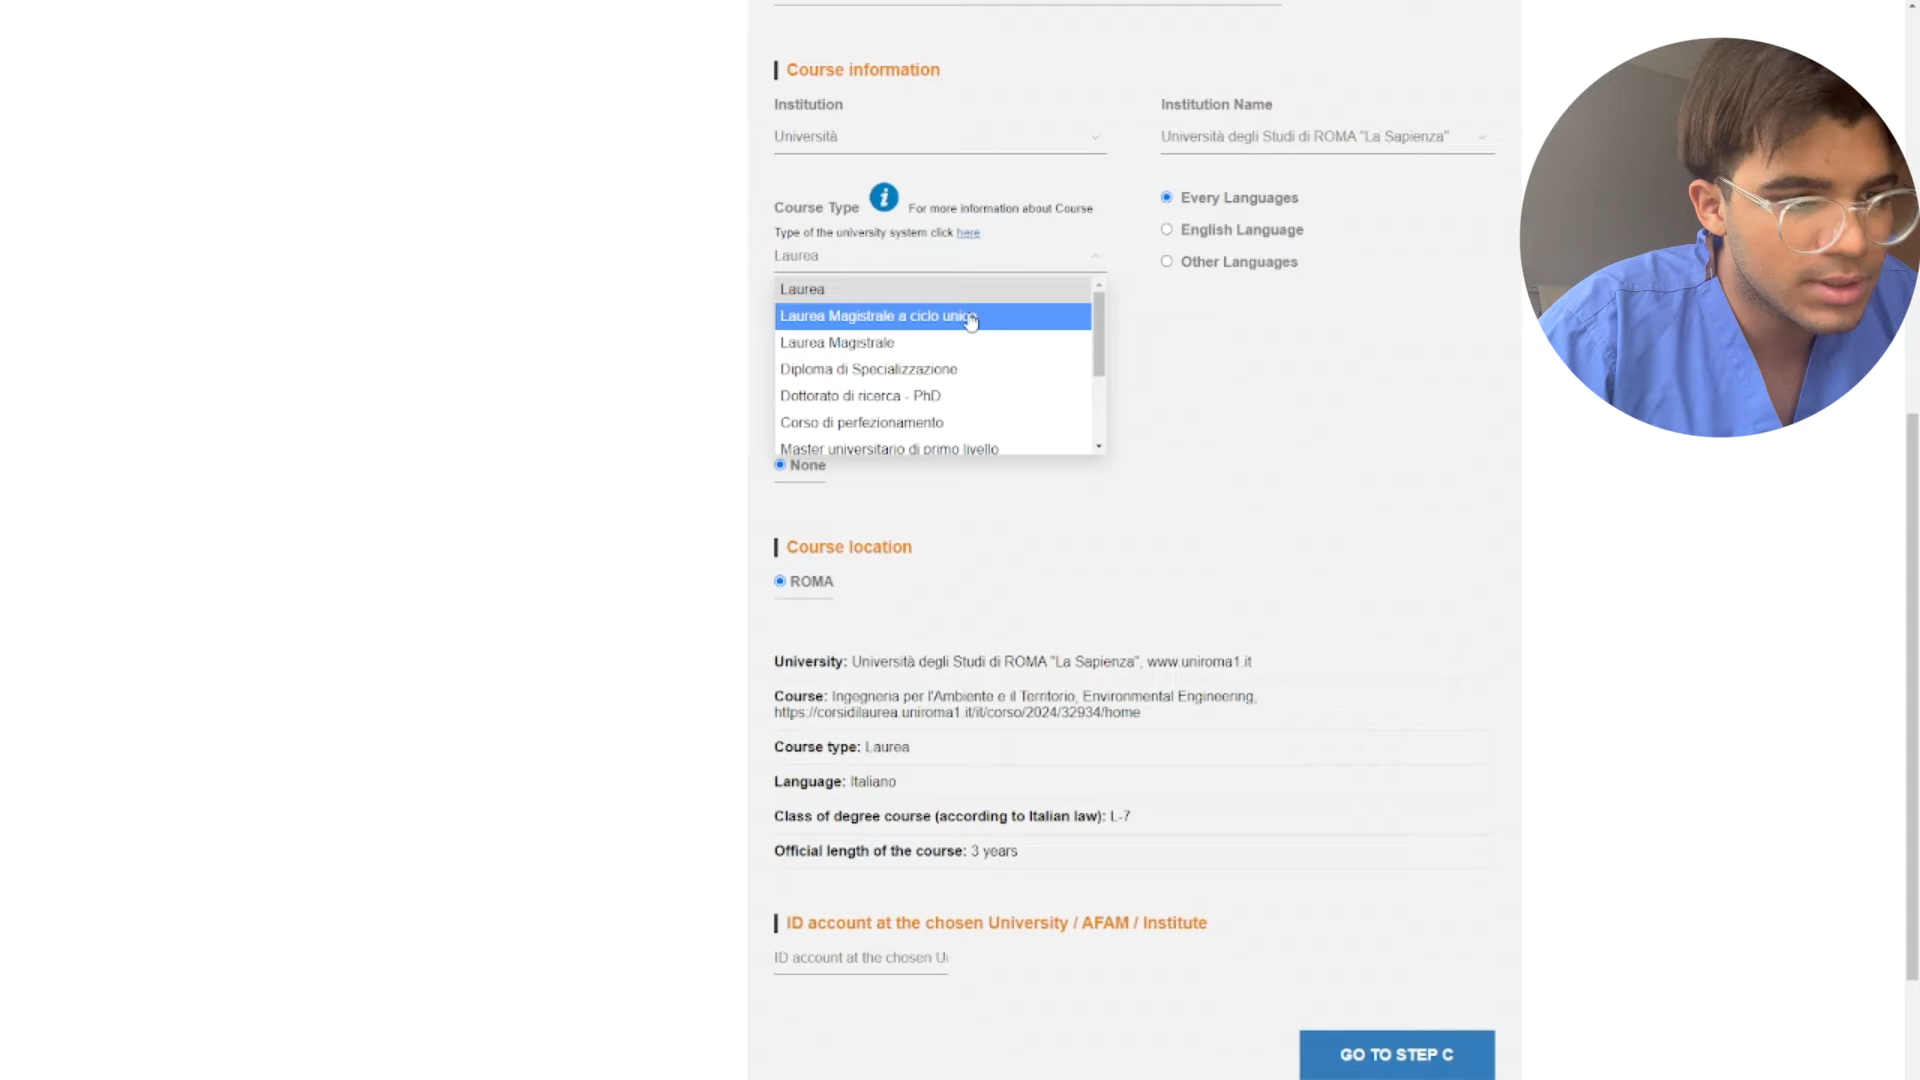 Course information
Institution
Institution Name
Università
Università degli Studi di ROMA "La Sapienza"
Course Type
i
For more information about Course
Type of the university system click here
Laurea
Every Languages
English Language
Other Languages
Laurea
Laurea Magistrale a ciclo unico
Laurea Magistrale
Diploma di Specializzazione
Dottorato di ricerca - PhD
Corso di perfezionamento
Master universitario di primo livello
None
Course location
ROMA
University: Università degli Studi di ROMA "La Sapienza", www.uniroma1.it
Course: Ingegneria per l'Ambiente e il Territorio, Environmental Engineering,
https://corsidilaurea.uniroma1.it/it/corso/2024/32934/home
Course type: Laurea
Language: Italiano
Class of degree course (according to Italian law): L-7
Official length of the course: 3 years
ID account at the chosen University / AFAM / Institute
ID account at the chosen U
GO TO STEP C